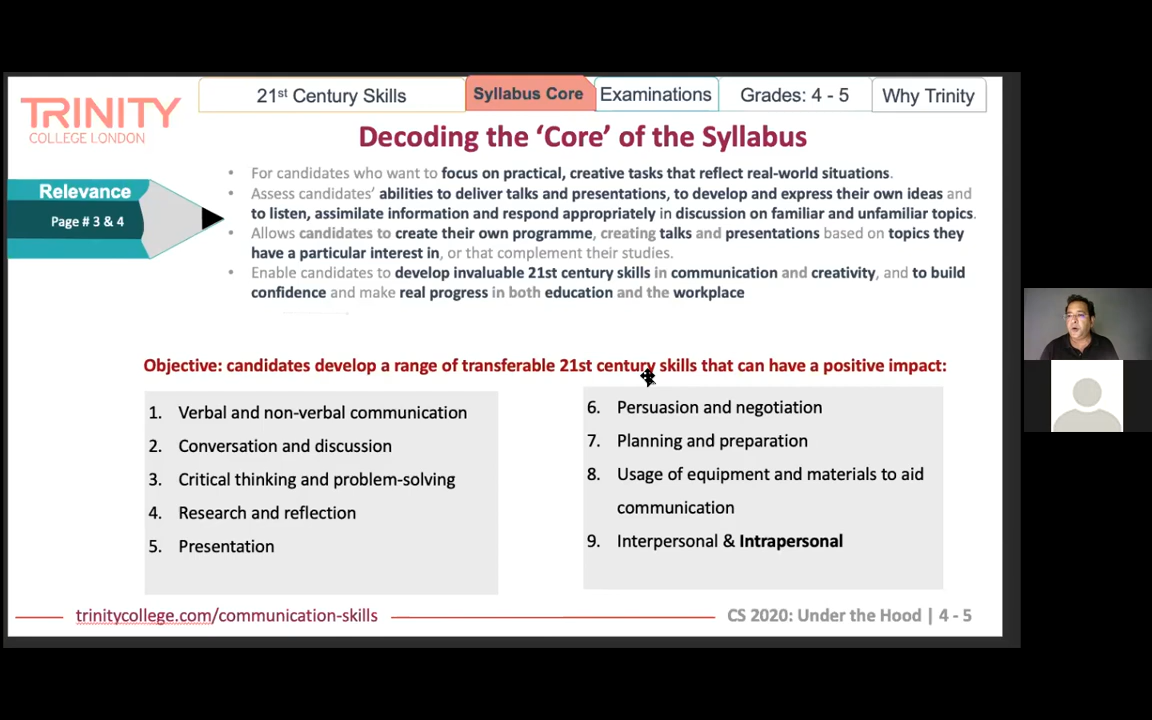 21st Century Skills
Syllabus Core
Examinations
Grades: 4 - 5
Why Trinity
TRINITY
COLLEGE LONDON
Decoding the ‘Core’ of the Syllabus
Relevance
Page # 3 & 4
• For candidates who want to focus on practical, creative tasks that reflect real-world situations.
• Assess candidates’ abilities to deliver talks and presentations, to develop and express their own ideas and
to listen, assimilate information and respond appropriately in discussion on familiar and unfamiliar topics.
• Allows candidates to create their own programme, creating talks and presentations based on topics they
have a particular interest in, or that complement their studies.
• Enable candidates to develop invaluable 21st century skills in communication and creativity, and to build
confidence and make real progress in both education and the workplace
Objective: candidates develop a range of transferable 21st century skills that can have a positive impact:
1. Verbal and non-verbal communication
2. Conversation and discussion
3. Critical thinking and problem-solving
4. Research and reflection
5. Presentation
6. Persuasion and negotiation
7. Planning and preparation
8. Usage of equipment and materials to aid
communication
9. Interpersonal & Intrapersonal
trinitycollege.com/communication-skills
CS 2020: Under the Hood | 4 - 5